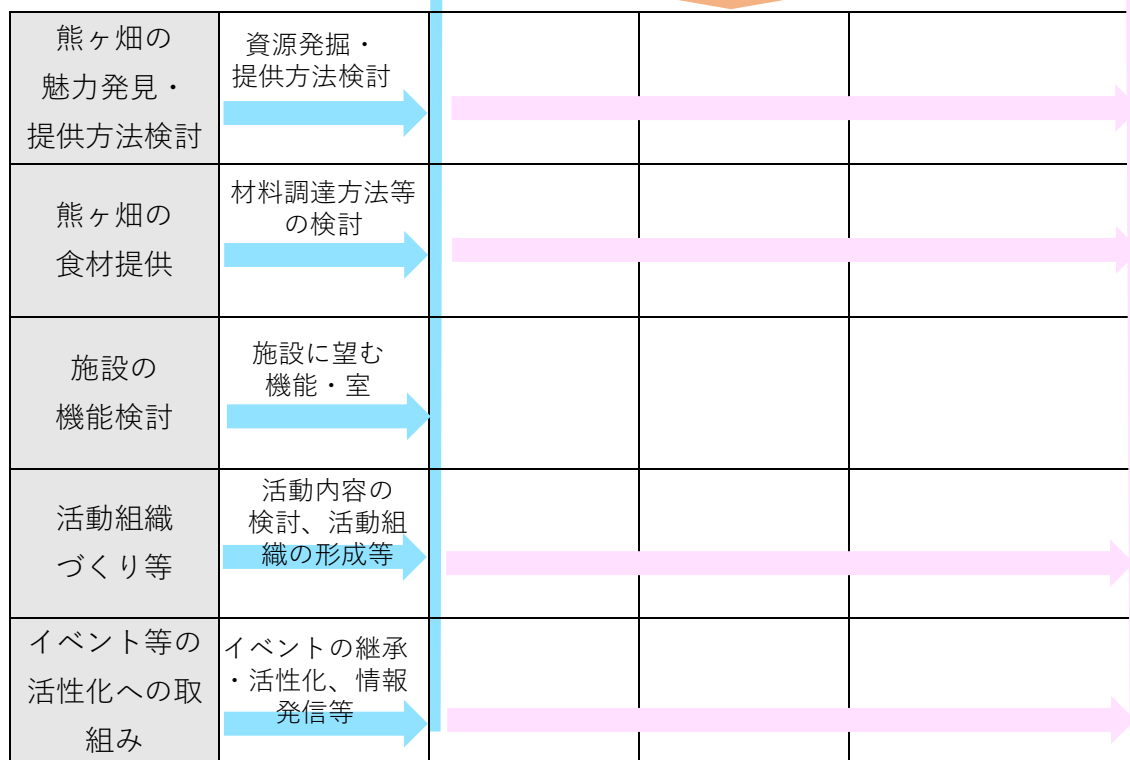 熊ヶ畑の
魅力発見・
提供方法検討
資源発掘・
提供方法検討
熊ヶ畑の
食材提供
材料調達方法等
の検討
施設の
機能検討
施設に望む
機能・室
活動組織
づくり等
活動内容の
検討、活動組
織の形成等
イベント等の
活性化への取
組み
イベントの継承
・活性化、情報
発信等